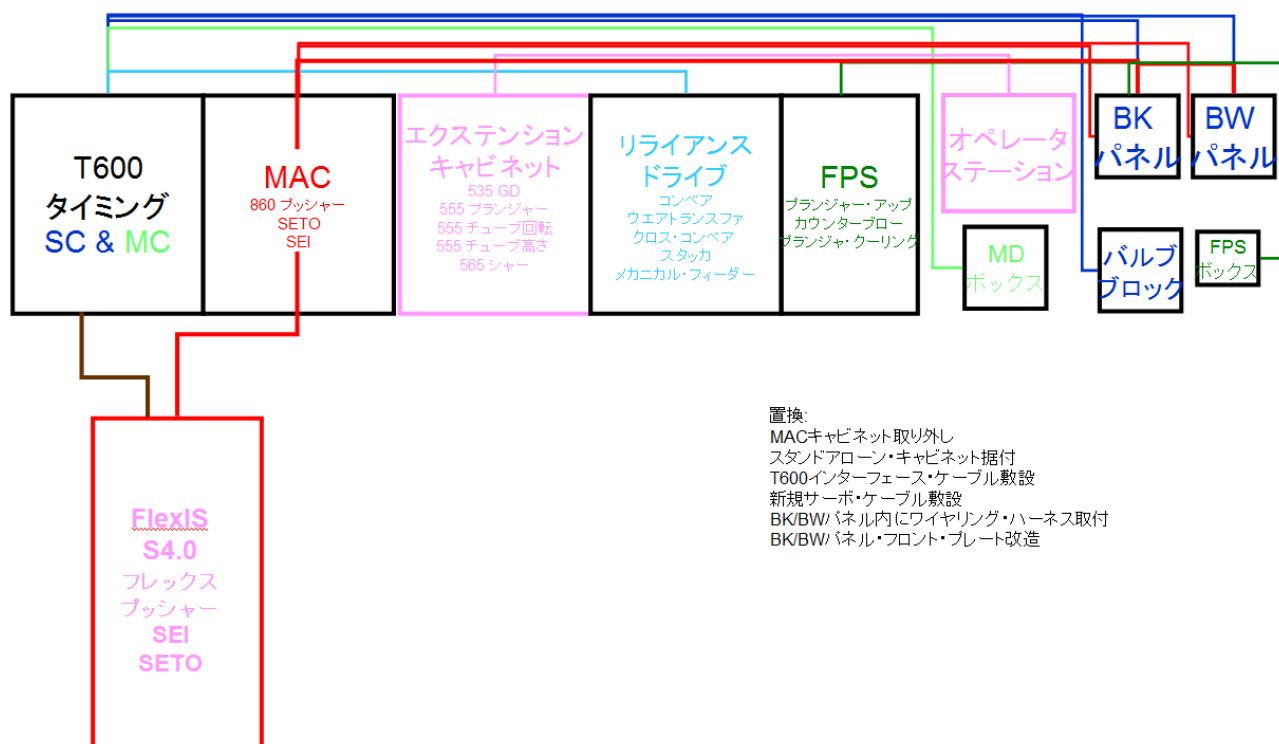 T600
タイミング
SC & MC
MAC
860 プッシャー
SETO
SEI
エクステンション
キャビネット
535 GD
555 プランジャー
555 チューブ回転
555 チューブ高さ
565 シャー
リライアンス
ドライブ
コンベア
ウエアトランスファ
クロス・コンベア
スタッカ
メカニカル・フィーダー
FPS
プランジャー・アップ
カウンターブロー
プランジャ・クーリング
オペレータ
ステーション
MD
ボックス
BK
パネル
BW
パネル
バルブ
ブロック
FPS
ボックス
FlexIS
S4.0
フレックス
プッシャー
SEI
SETO
置換:
MACキャビネット取り外し
スタンドアローン・キャビネット据付
T600インターフェース・ケーブル敷設
新規サーボ・ケーブル敷設
BK/BWパネル内にワイヤリング・ハーネス取付
BK/BWパネル・フロント・プレート改造